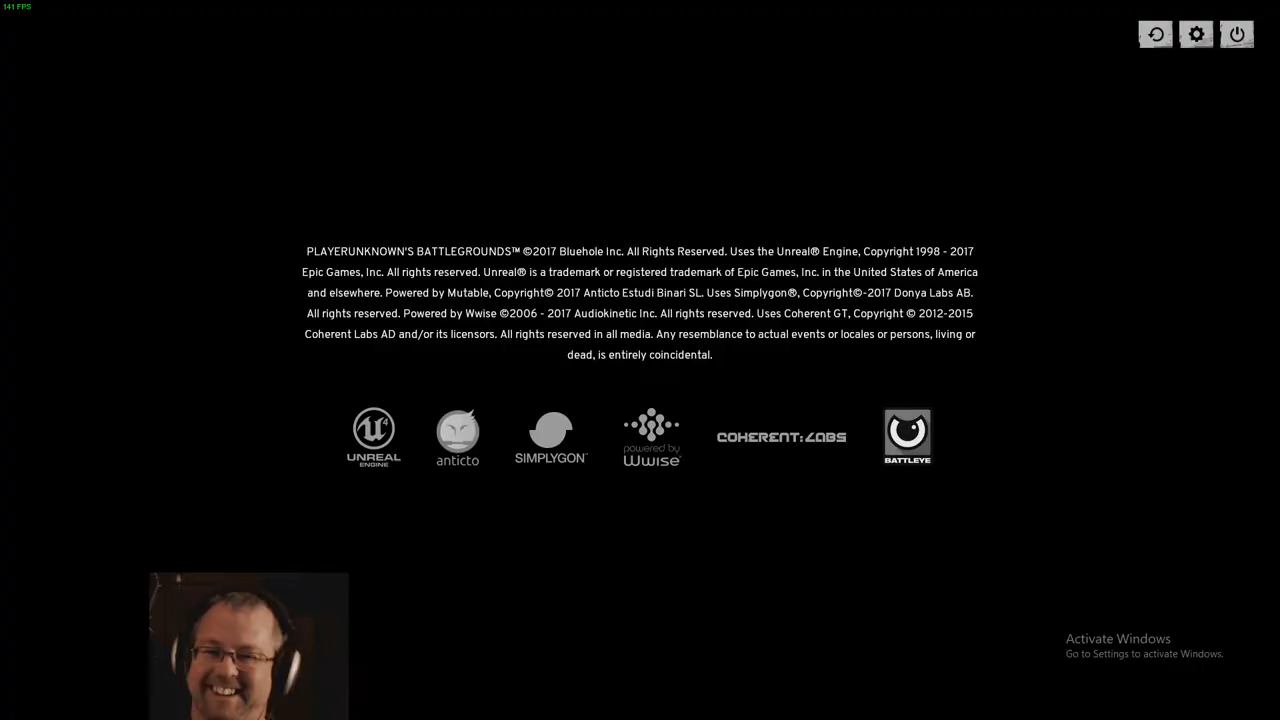 141 FPS
PLAYERUNKNOWN'S BATTLEGROUNDS™ ©2017 Bluehole Inc. All Rights Reserved. Uses the Unreal® Engine, Copyright 1998 - 2017
Epic Games, Inc. All rights reserved. Unreal® is a trademark or registered trademark of Epic Games, Inc. in the United States of America
and elsewhere. Powered by Mutable, Copyright© 2017 Anticto Estudi Binari SL. Uses Simplygon®, Copyright©-2017 Donya Labs AB.
All rights reserved. Powered by Wwise ©2006 - 2017 Audiokinetic Inc. All rights reserved. Uses Coherent GT, Copyright © 2012-2015
Coherent Labs AD and/or its licensors. All rights reserved in all media. Any resemblance to actual events or locales or persons, living or
dead, is entirely coincidental.
4
UNREAL
ENGINE
anticto
SIMPLYGON™
powered by
Wwise
COHERENT:LABS
BATTLEYE
Activate Windows
Go to Settings to activate Windows.